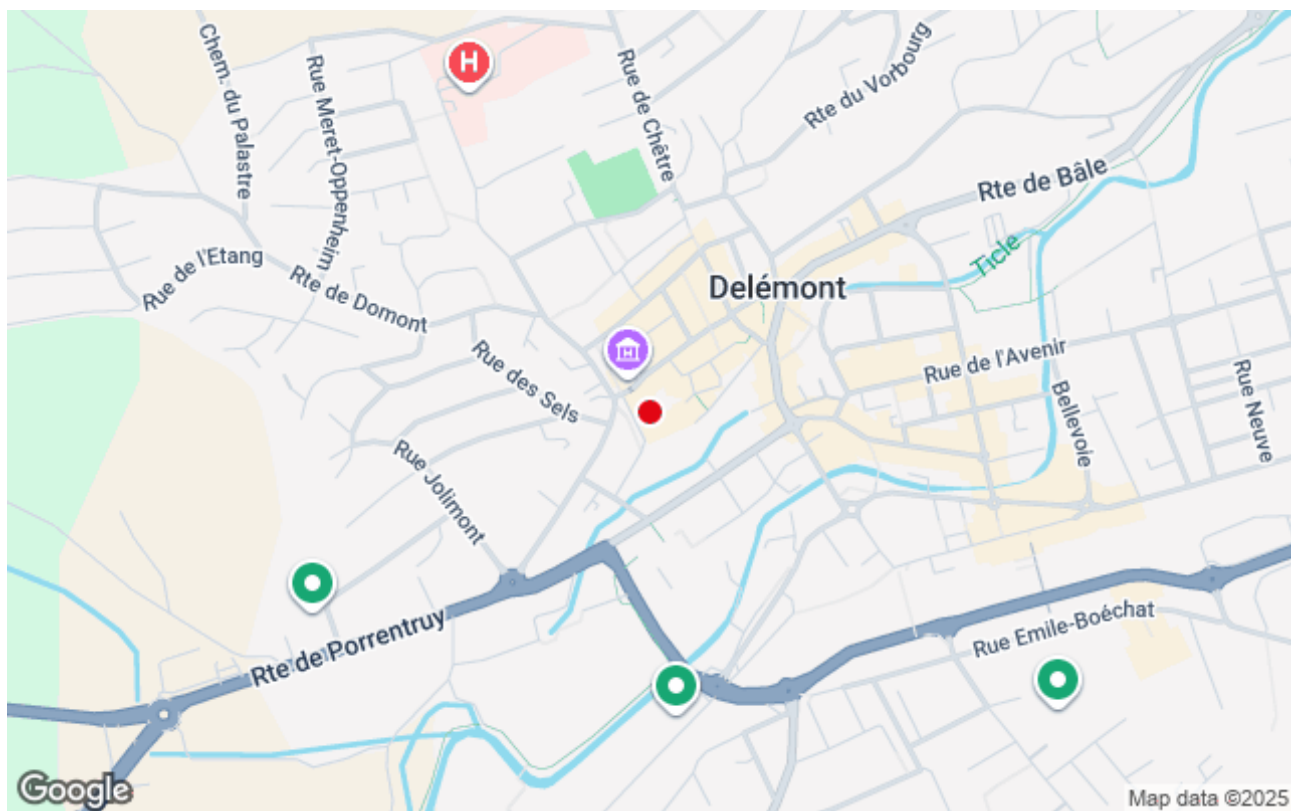 Chem. du Palastre
Rue Meret-Oppenheim
H
Rue de Chêtre
Rte du Vorbourg
Rte de Bâle
Ticle
Rue de l'Etang
Rte de Domont
Delémont
Rue des Sels
Rue de l'Avenir
Bellevoie
Rue Neuve
Rue Jolimont
Rte de Porrentruy
Rue Emile-Boéchat
Google
Map data ©2025